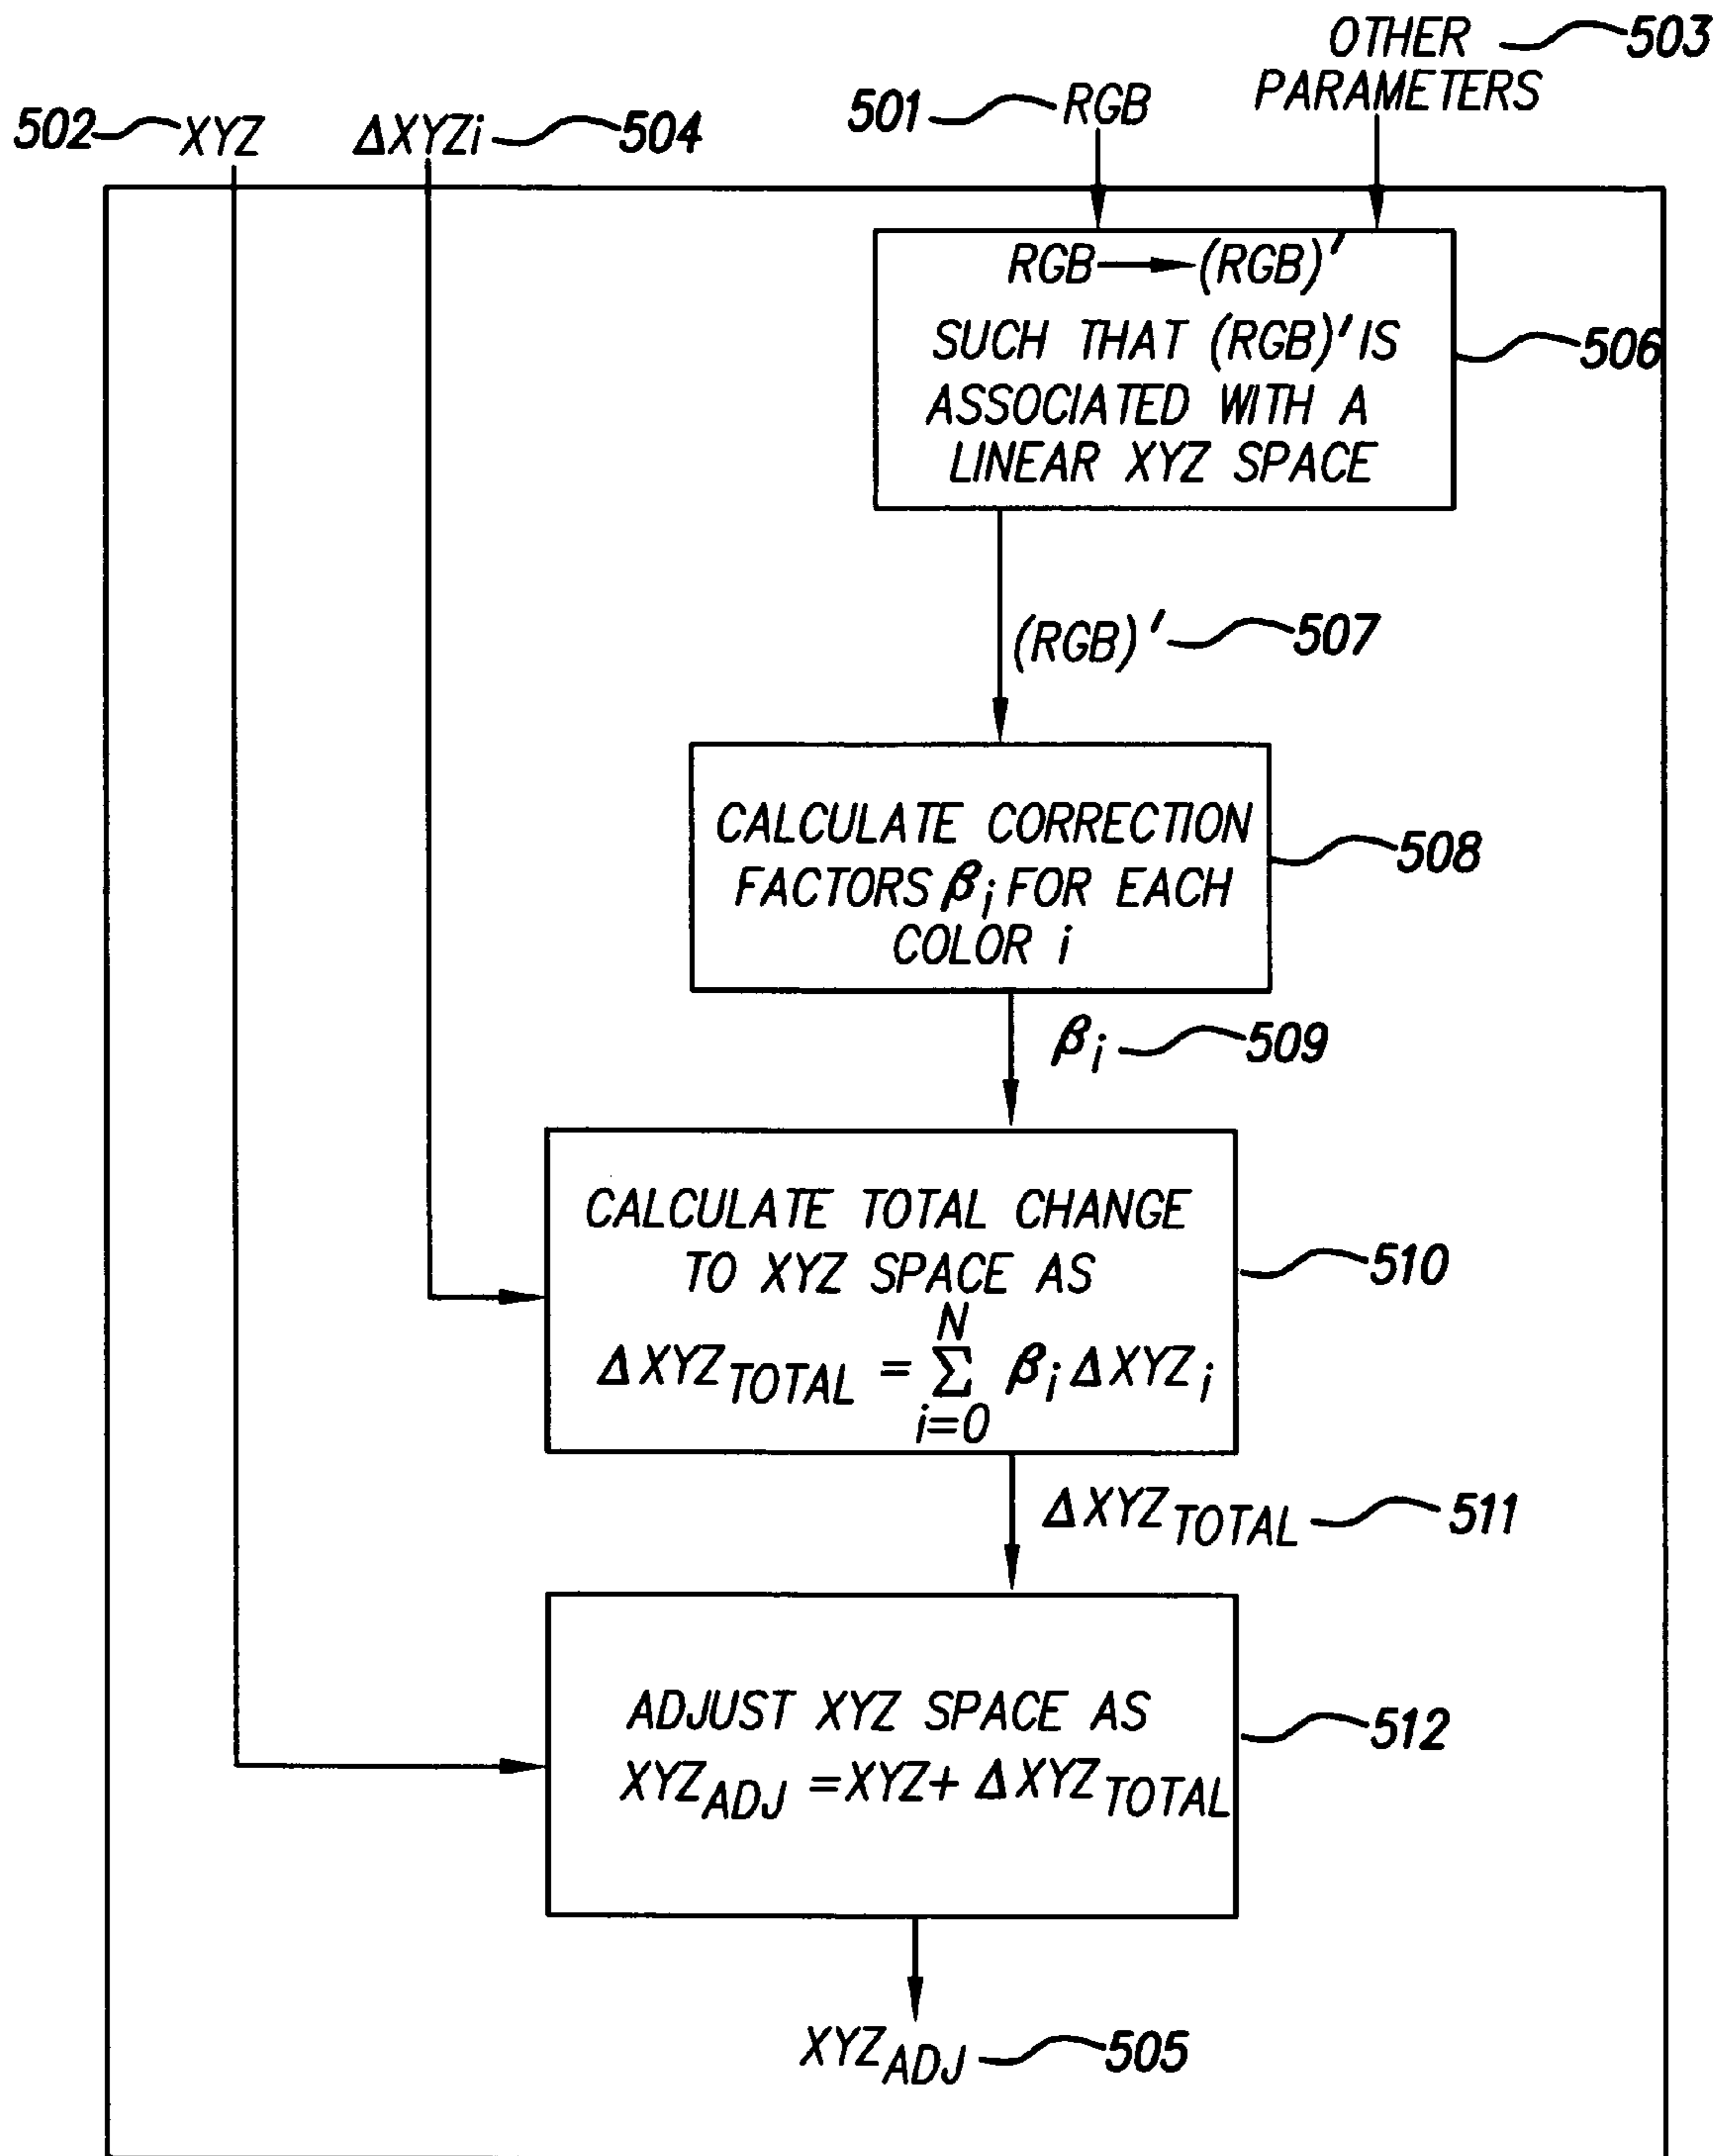 OTHER PARAMETERS 503
501 RGB
502 XYZ
ΔXYZi 504
RGB → (RGB)'
SUCH THAT (RGB)' IS
ASSOCIATED WITH A
LINEAR XYZ SPACE
506
(RGB)' 507
CALCULATE CORRECTION
FACTORS βi FOR EACH
COLOR i
508
βi 509
CALCULATE TOTAL CHANGE
TO XYZ SPACE AS
ΔXYZTOTAL = N Σ i=0 βi ΔXYZi
510
ΔXYZTOTAL 511
ADJUST XYZ SPACE AS
XYZADJ = XYZ + ΔXYZTOTAL
512
XYZADJ 505